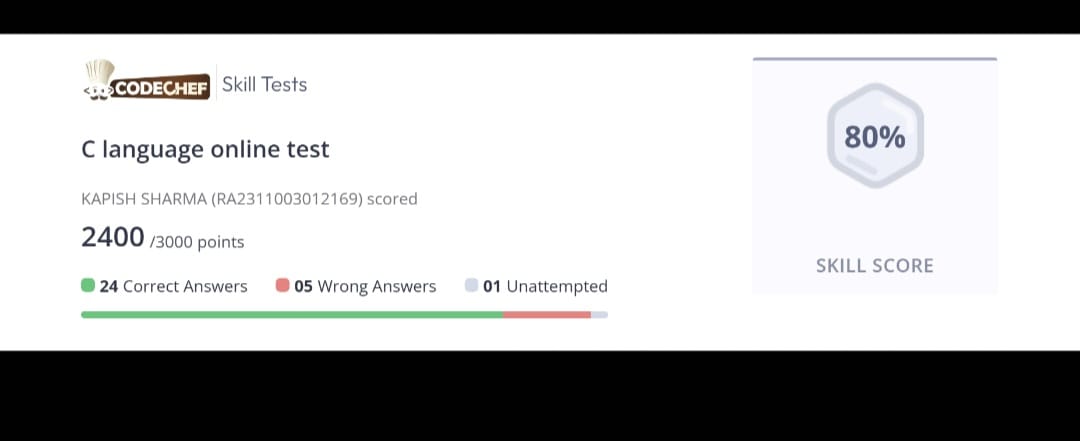 CODECHEF Skill Tests
C language online test
KAPISH SHARMA (RA2311003012169) scored
2400 /3000 points
24 Correct Answers 05 Wrong Answers 01 Unattempted
80%
SKILL SCORE